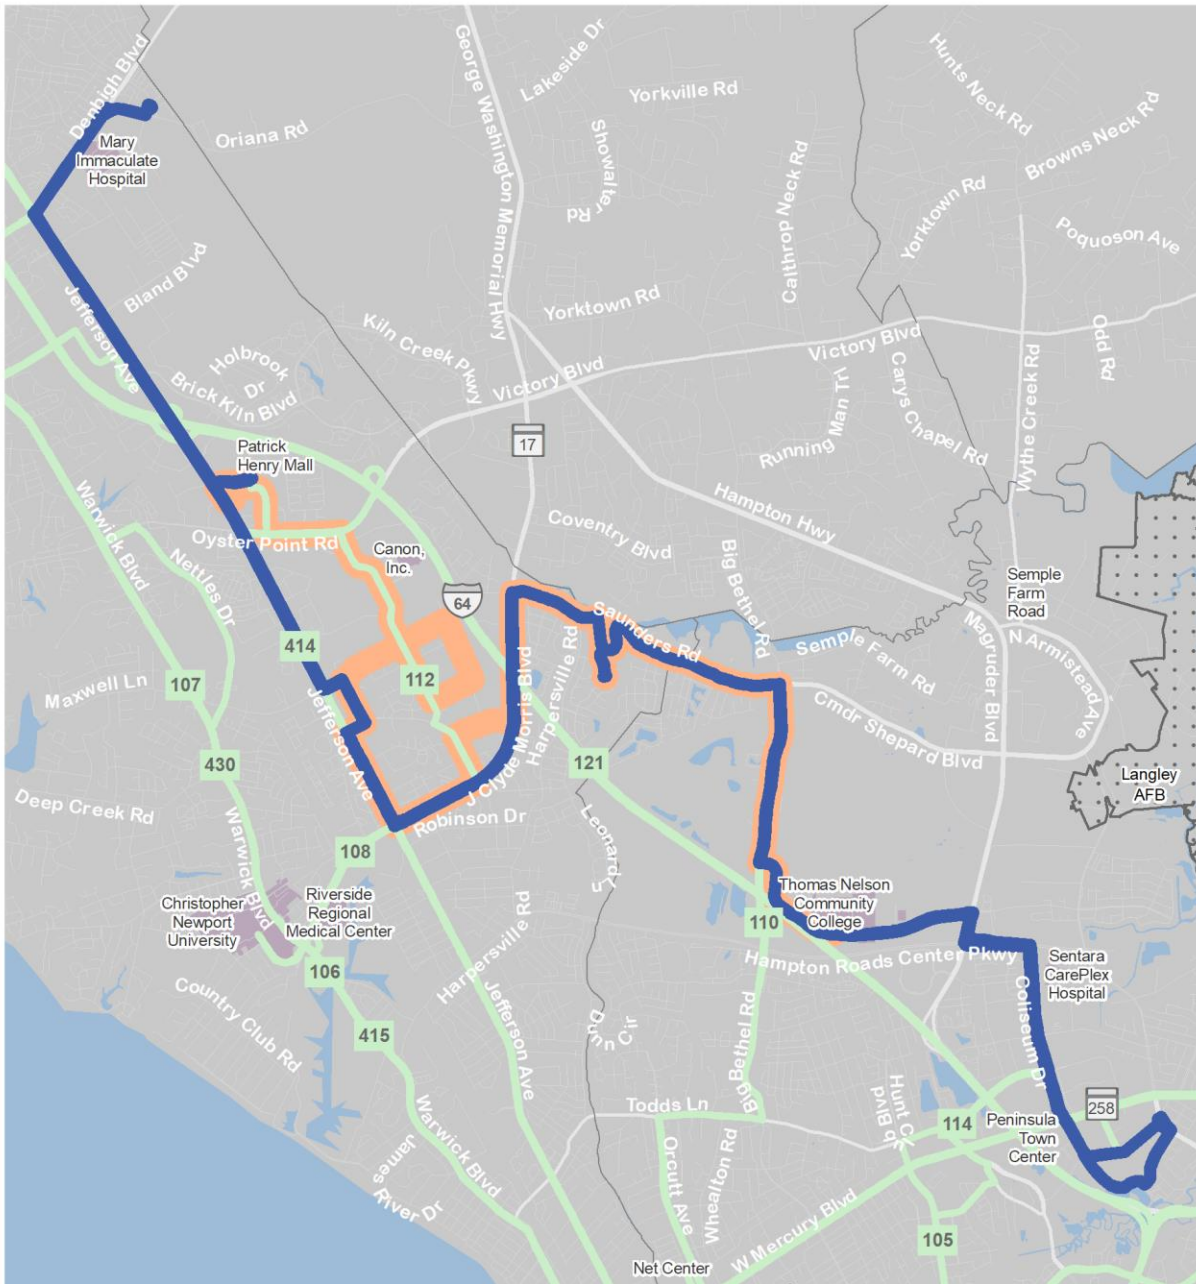 Denbigh Blvd
George Washington Memorial Hwy
Lakeside Dr
Yorkville Rd
Hunts Neck Rd
Browns Neck Rd
Oriana Rd
Mary
Immaculate
Hospital
Showalter
Rd
Calthrop Neck Rd
Yorktown Rd
Poquoson Ave
Bland Blvd
Jefferson Ave
Yorktown Rd
Kiln Creek Pkwy
Holbrook
Dr
Brick Kiln Blvd
Victory Blvd
Victory Blvd
Carys Chapel Rd
Running Man Trl
Wythe Creek Rd
Odd Rd
Patrick
Henry Mall
17
Hampton Hwy
Warwick Blvd
Oyster Point Rd
Nettles Dr
Canon,
Inc.
Coventry Blvd
Big Bethel Rd
64
Semple
Farm
Road
Saunders Rd
Semple Farm Rd
Magruder Blvd
N Armistead Ave
414
112
107
Maxwell Ln
Jefferson Ave
J Clyde Morris Blvd
Harpersville Rd
Cmdr Shepard Blvd
430
121
Langley
AFB
Deep Creek Rd
Warwick Blvd
Robinson Dr
108
Leonard Ln
Christopher
Newport
University
Riverside
Regional
Medical Center
Thomas Nelson
Community
College
110
Harpersville Rd
Hampton Roads Center Pkwy
Sentara
CarePlex
Hospital
106
Country Club Rd
415
Jefferson Ave
Dunn Cir
Big Bethel Rd
Coliseum Dr
258
Warwick Blvd
Todds Ln
Hunt Club Blvd
114
Peninsula
Town
Center
James
River Dr
Orcutt Ave
Whealton Rd
W Mercury Blvd
105
Net Center